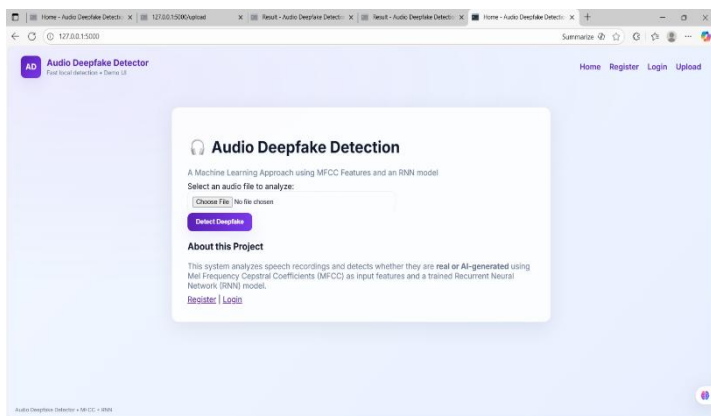 Home - Audio Deepfake Detectio
127.0.0.1:5000/upload
Result - Audio Deepfake Detectio
Result - Audio Deepfake Detectio
Home - Audio Deepfake Detectio
127.0.0.1:5000
Summarize
AD
Audio Deepfake Detector
Fast local detection • Demo UI
Home Register Login Upload
Audio Deepfake Detection
A Machine Learning Approach using MFCC Features and an RNN model
Select an audio file to analyze:
Choose File No file chosen
Detect Deepfake
About this Project
This system analyzes speech recordings and detects whether they are real or AI-generated using
Mel Frequency Cepstral Coefficients (MFCC) as input features and a trained Recurrent Neural
Network (RNN) model.
Register | Login
Audio Deepfake Detector • MFCC + RNN